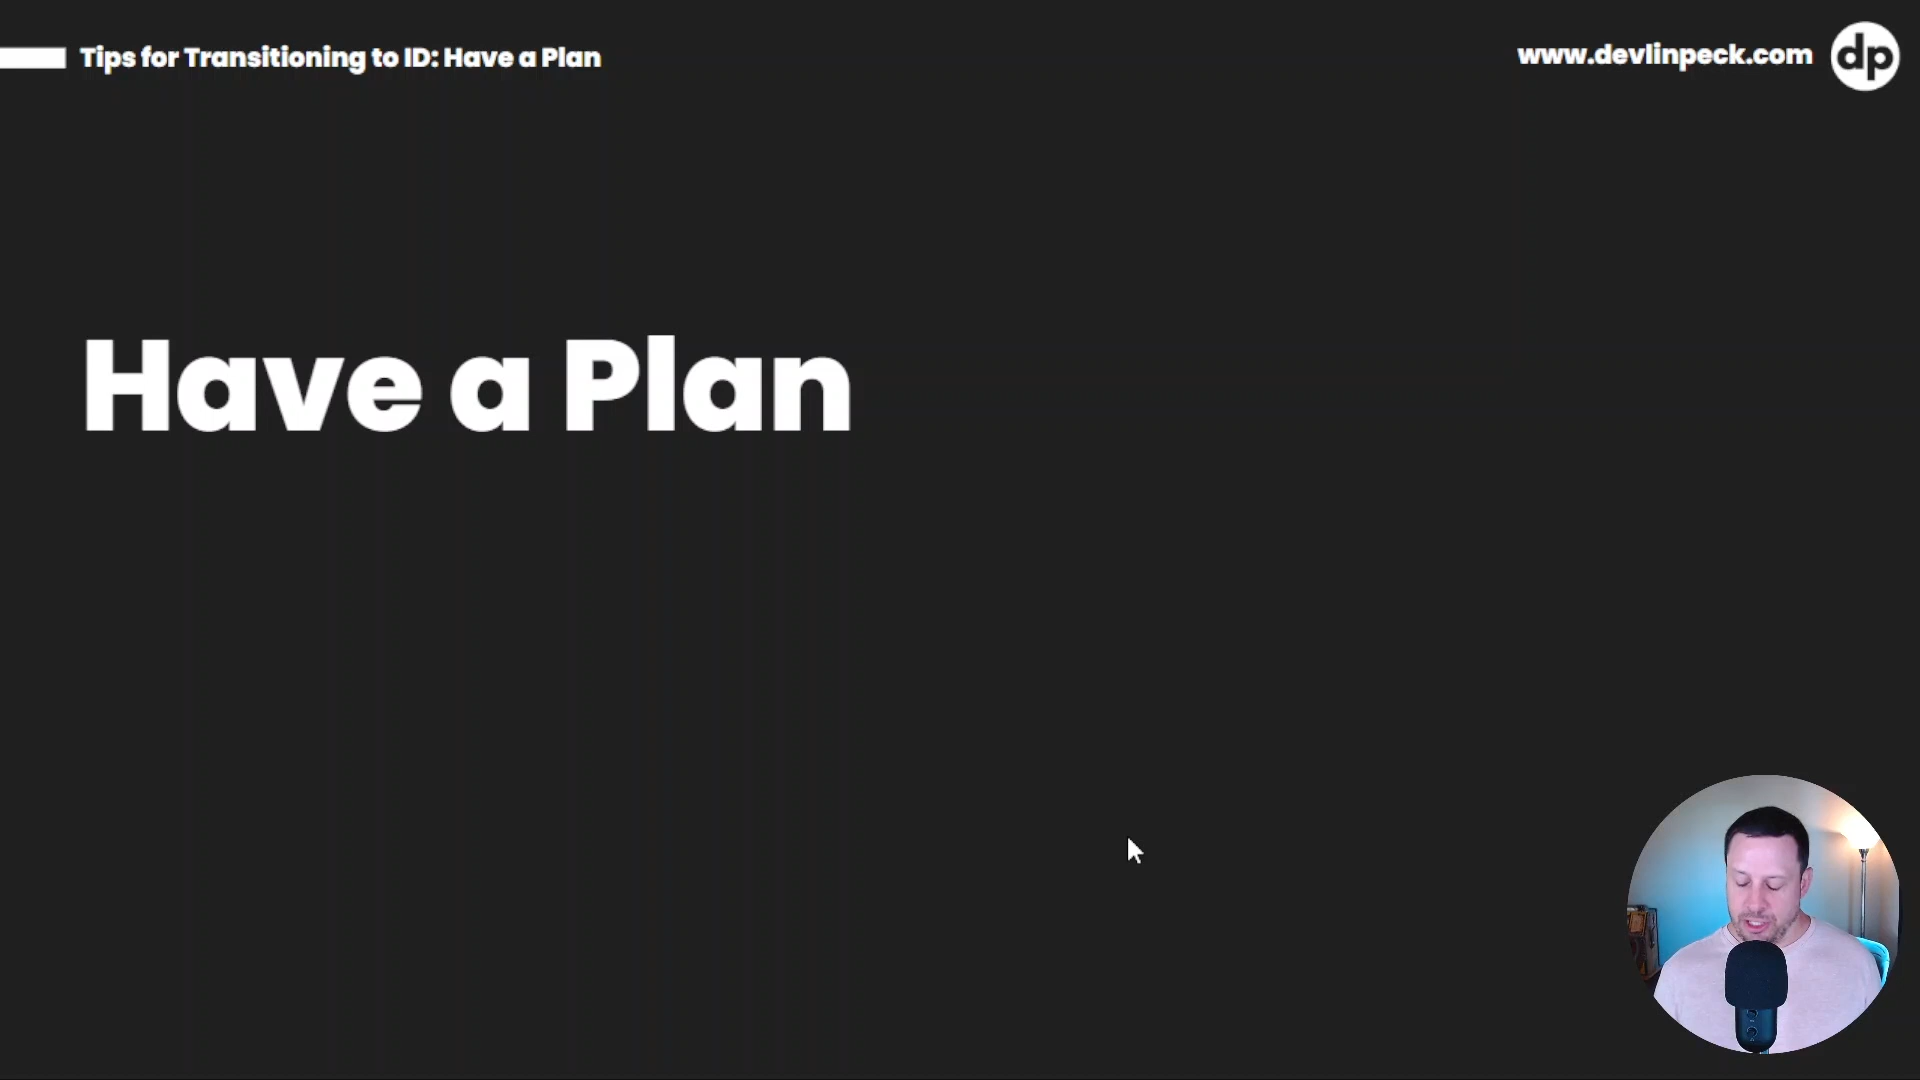 Tips for Transitioning to ID: Have a Plan
www.devlinpeck.com
dp
Have a Plan